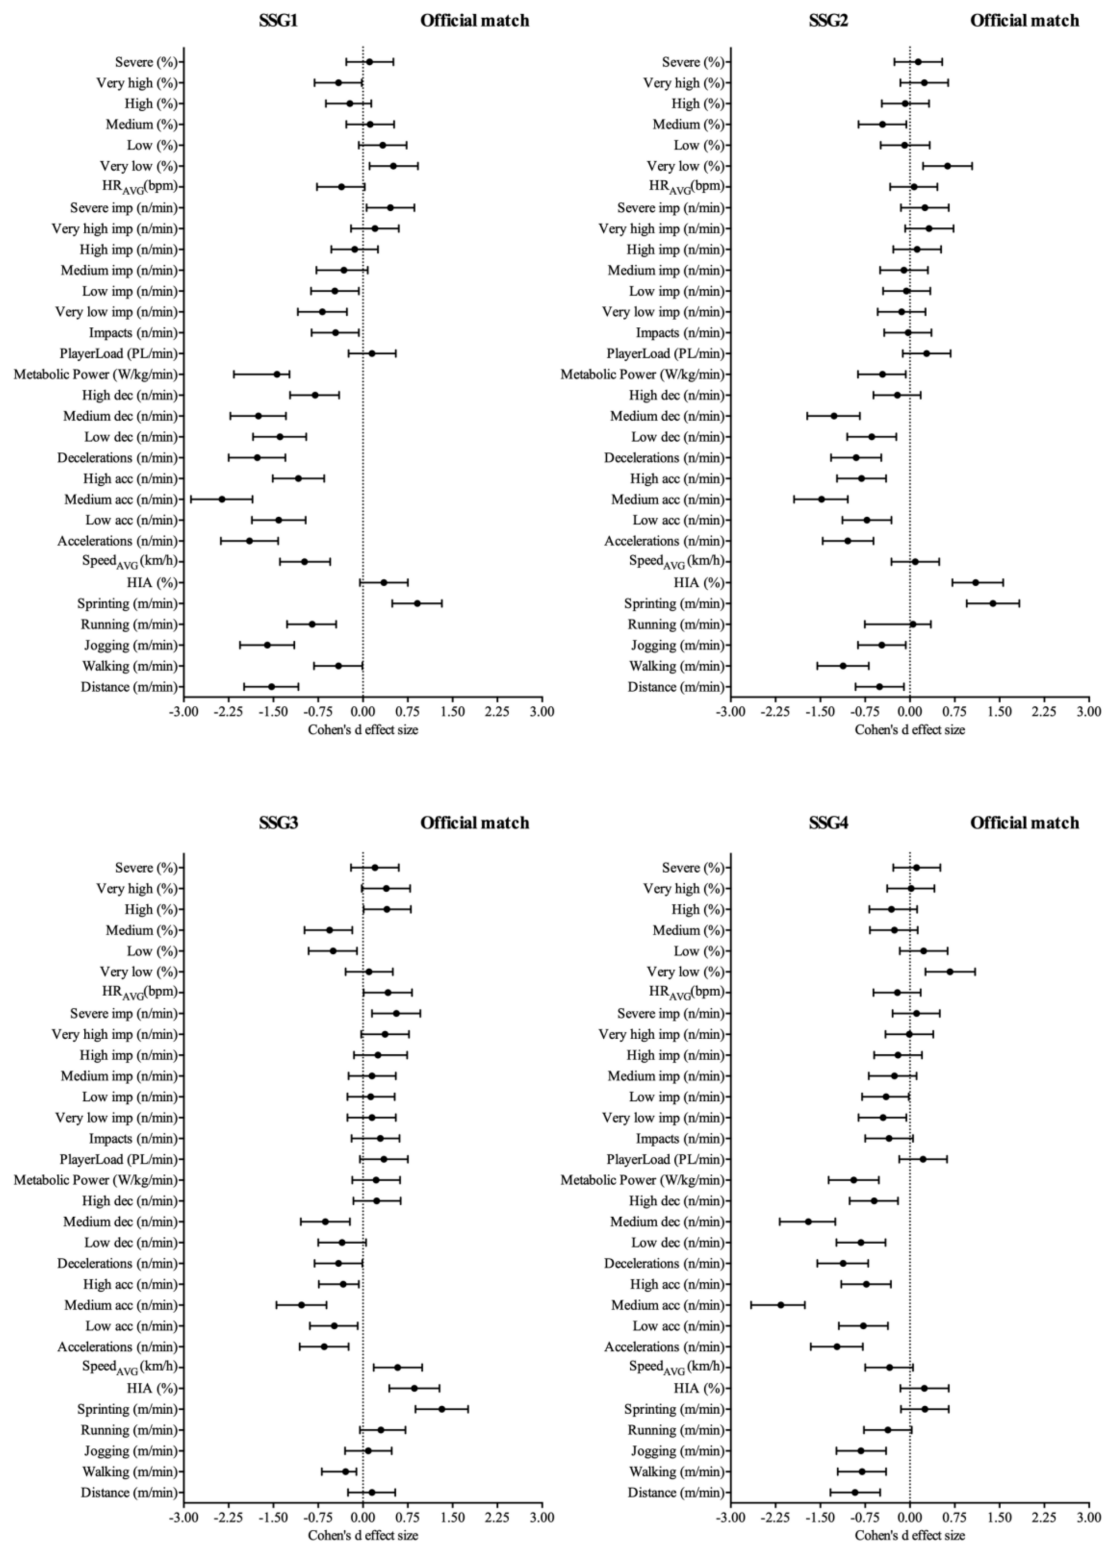 SSG1 Official match
Severe (%)
Very high (%)
High (%)
Medium (%)
Low (%)
Very low (%)
HRAVG(bpm)
Severe imp (n/min)
Very high imp (n/min)
High imp (n/min)
Medium imp (n/min)
Low imp (n/min)
Very low imp (n/min)
Impacts (n/min)
PlayerLoad (PL/min)
Metabolic Power (W/kg/min)
High dec (n/min)
Medium dec (n/min)
Low dec (n/min)
Decelerations (n/min)
High acc (n/min)
Medium acc (n/min)
Low acc (n/min)
Accelerations (n/min)
SpeedAVG (km/h)
HIA (%)
Sprinting (m/min)
Running (m/min)
Jogging (m/min)
Walking (m/min)
Distance (m/min)
-3.00 -2.25 -1.50 -0.75 0.00 0.75 1.50 2.25 3.00
Cohen's d effect size
SSG2 Official match
Severe (%)
Very high (%)
High (%)
Medium (%)
Low (%)
Very low (%)
HRAVG(bpm)
Severe imp (n/min)
Very high imp (n/min)
High imp (n/min)
Medium imp (n/min)
Low imp (n/min)
Very low imp (n/min)
Impacts (n/min)
PlayerLoad (PL/min)
Metabolic Power (W/kg/min)
High dec (n/min)
Medium dec (n/min)
Low dec (n/min)
Decelerations (n/min)
High acc (n/min)
Medium acc (n/min)
Low acc (n/min)
Accelerations (n/min)
SpeedAVG (km/h)
HIA (%)
Sprinting (m/min)
Running (m/min)
Jogging (m/min)
Walking (m/min)
Distance (m/min)
-3.00 -2.25 -1.50 -0.75 0.00 0.75 1.50 2.25 3.00
Cohen's d effect size
SSG3 Official match
Severe (%)
Very high (%)
High (%)
Medium (%)
Low (%)
Very low (%)
HRAVG(bpm)
Severe imp (n/min)
Very high imp (n/min)
High imp (n/min)
Medium imp (n/min)
Low imp (n/min)
Very low imp (n/min)
Impacts (n/min)
PlayerLoad (PL/min)
Metabolic Power (W/kg/min)
High dec (n/min)
Medium dec (n/min)
Low dec (n/min)
Decelerations (n/min)
High acc (n/min)
Medium acc (n/min)
Low acc (n/min)
Accelerations (n/min)
SpeedAVG (km/h)
HIA (%)
Sprinting (m/min)
Running (m/min)
Jogging (m/min)
Walking (m/min)
Distance (m/min)
-3.00 -2.25 -1.50 -0.75 0.00 0.75 1.50 2.25 3.00
Cohen's d effect size
SSG4 Official match
Severe (%)
Very high (%)
High (%)
Medium (%)
Low (%)
Very low (%)
HRAVG(bpm)
Severe imp (n/min)
Very high imp (n/min)
High imp (n/min)
Medium imp (n/min)
Low imp (n/min)
Very low imp (n/min)
Impacts (n/min)
PlayerLoad (PL/min)
Metabolic Power (W/kg/min)
High dec (n/min)
Medium dec (n/min)
Low dec (n/min)
Decelerations (n/min)
High acc (n/min)
Medium acc (n/min)
Low acc (n/min)
Accelerations (n/min)
SpeedAVG (km/h)
HIA (%)
Sprinting (m/min)
Running (m/min)
Jogging (m/min)
Walking (m/min)
Distance (m/min)
-3.00 -2.25 -1.50 -0.75 0.00 0.75 1.50 2.25 3.00
Cohen's d effect size